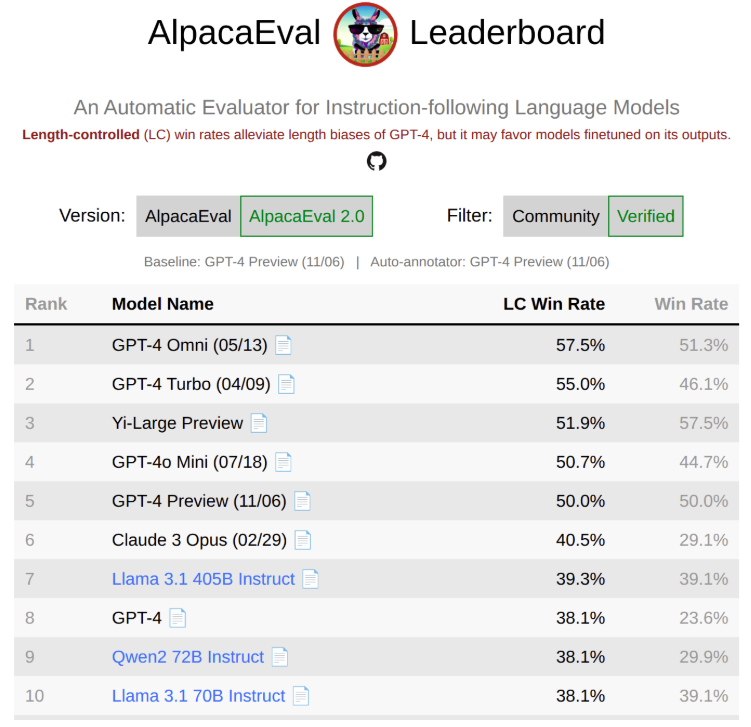 AlpacaEval Leaderboard
An Automatic Evaluator for Instruction-following Language Models
Length-controlled (LC) win rates alleviate length biases of GPT-4, but it may favor models finetuned on its outputs.
Version: AlpacaEval AlpacaEval 2.0 Filter: Community Verified
Baseline: GPT-4 Preview (11/06) | Auto-annotator: GPT-4 Preview (11/06)
Rank Model Name LC Win Rate Win Rate
1 GPT-4 Omni (05/13) 57.5% 51.3%
2 GPT-4 Turbo (04/09) 55.0% 46.1%
3 Yi-Large Preview 51.9% 57.5%
4 GPT-4o Mini (07/18) 50.7% 44.7%
5 GPT-4 Preview (11/06) 50.0% 50.0%
6 Claude 3 Opus (02/29) 40.5% 29.1%
7 Llama 3.1 405B Instruct 39.3% 39.1%
8 GPT-4 38.1% 23.6%
9 Qwen2 72B Instruct 38.1% 29.9%
10 Llama 3.1 70B Instruct 38.1% 39.1%